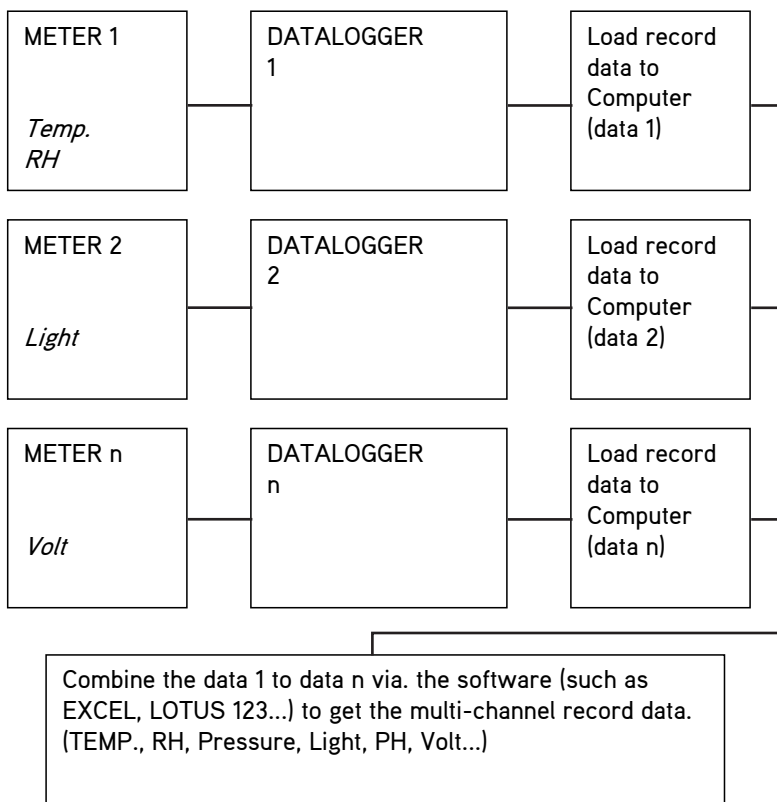 METER 1
Temp.
RH
DATALOGGER
1
Load record
data to
Computer
(data 1)
METER 2
Light
DATALOGGER
2
Load record
data to
Computer
(data 2)
METER n
Volt
DATALOGGER
n
Load record
data to
Computer
(data n)
Combine the data 1 to data n via. the software (such as
EXCEL, LOTUS 123...) to get the multi-channel record data.
(TEMP., RH, Pressure, Light, PH, Volt...)